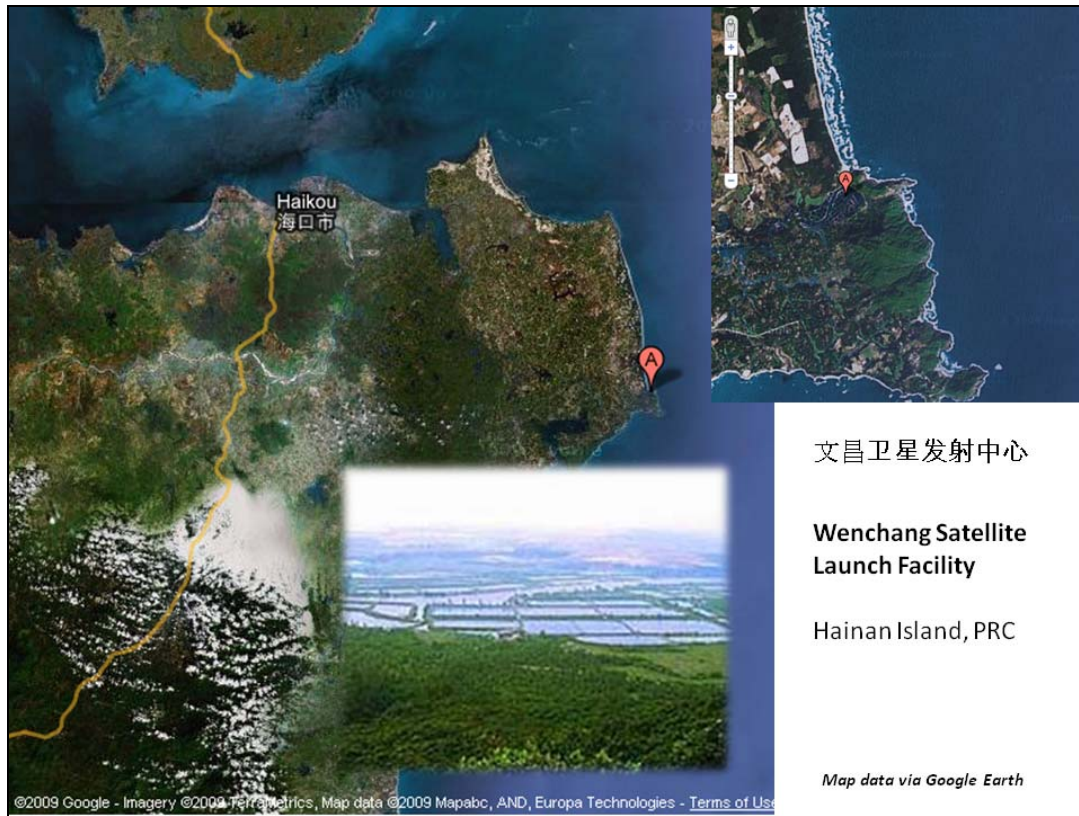 Haikou
海口市
A
A
文昌卫星发射中心
Wenchang Satellite
Launch Facility
Hainan Island, PRC
Map data via Google Earth
©2009 Google - Imagery ©2009 TerraMetrics, Map data ©2009 Mapabc, AND, Europa Technologies - Terms of Use